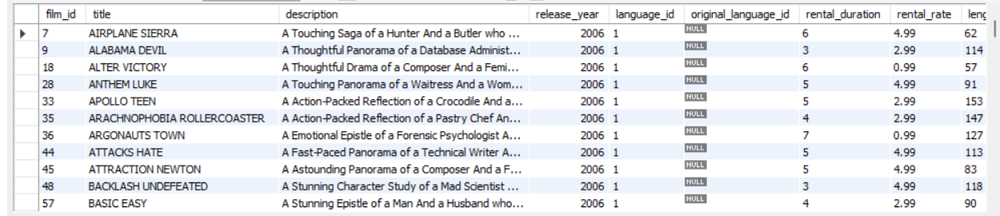 film_id title description release_year language_id original_language_id rental_duration rental_rate leng
7 AIRPLANE SIERRA A Touching Saga of a Hunter And a Butler who ... 2006 1 NULL 6 4.99 62
9 ALABAMA DEVIL A Thoughtful Panorama of a Database Administ... 2006 1 NULL 3 2.99 114
18 ALTER VICTORY A Thoughtful Drama of a Composer And a Femi... 2006 1 NULL 6 0.99 57
28 ANTHEM LUKE A Touching Panorama of a Waitress And a Wom... 2006 1 NULL 5 4.99 91
33 APOLLO TEEN A Action-Packed Reflection of a Crocodile And a... 2006 1 NULL 5 2.99 153
35 ARACHNOPHOBIA ROLLERCOASTER A Action-Packed Reflection of a Pastry Chef An... 2006 1 NULL 4 2.99 147
36 ARGONAUTS TOWN A Emotional Epistle of a Forensic Psychologist A... 2006 1 NULL 7 0.99 127
44 ATTACKS HATE A Fast-Paced Panorama of a Technical Writer A... 2006 1 NULL 5 4.99 113
45 ATTRACTION NEWTON A Astounding Panorama of a Composer And a F... 2006 1 NULL 5 4.99 83
48 BACKLASH UNDEFEATED A Stunning Character Study of a Mad Scientist ... 2006 1 NULL 3 4.99 118
57 BASIC EASY A Stunning Epistle of a Man And a Husband who... 2006 1 NULL 4 2.99 90